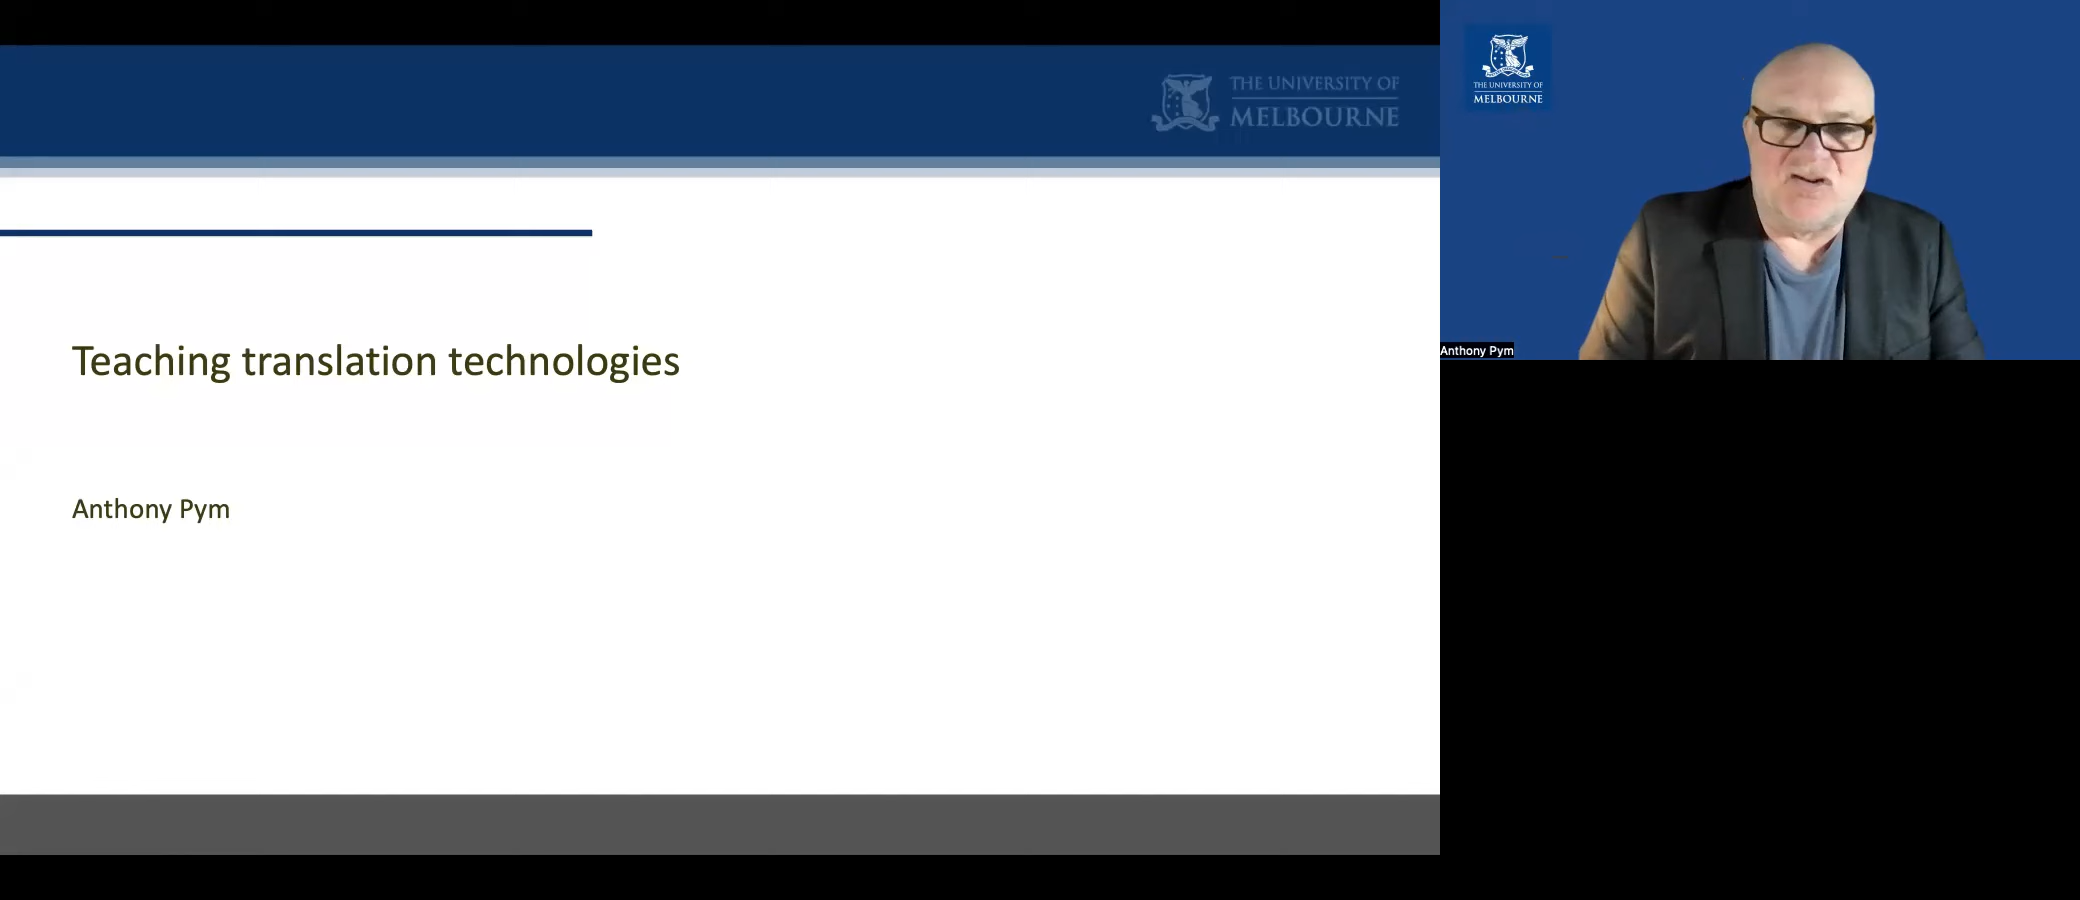 THE UNIVERSITY OF
MELBOURNE
Teaching translation technologies
Anthony Pym
THE UNIVERSITY OF
MELBOURNE
Anthony Pym